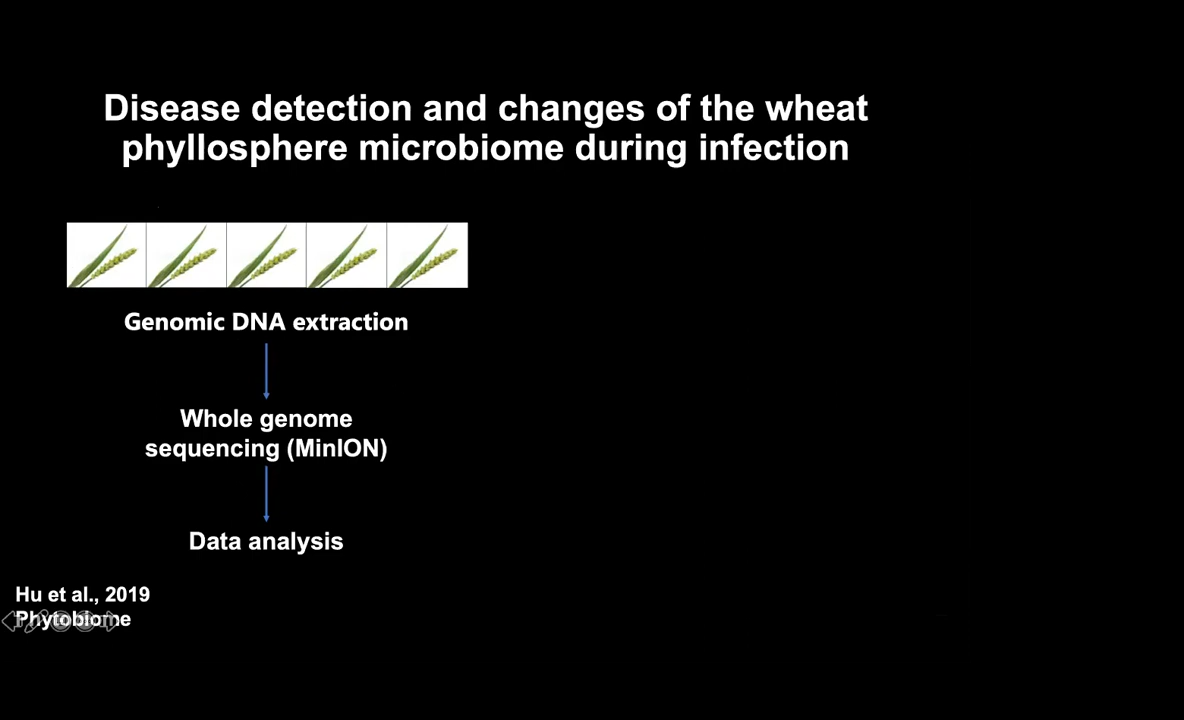 Disease detection and changes of the wheat
phyllosphere microbiome during infection
Genomic DNA extraction
Whole genome
sequencing (MinION)
Data analysis
Hu et al., 2019
Phytobiome